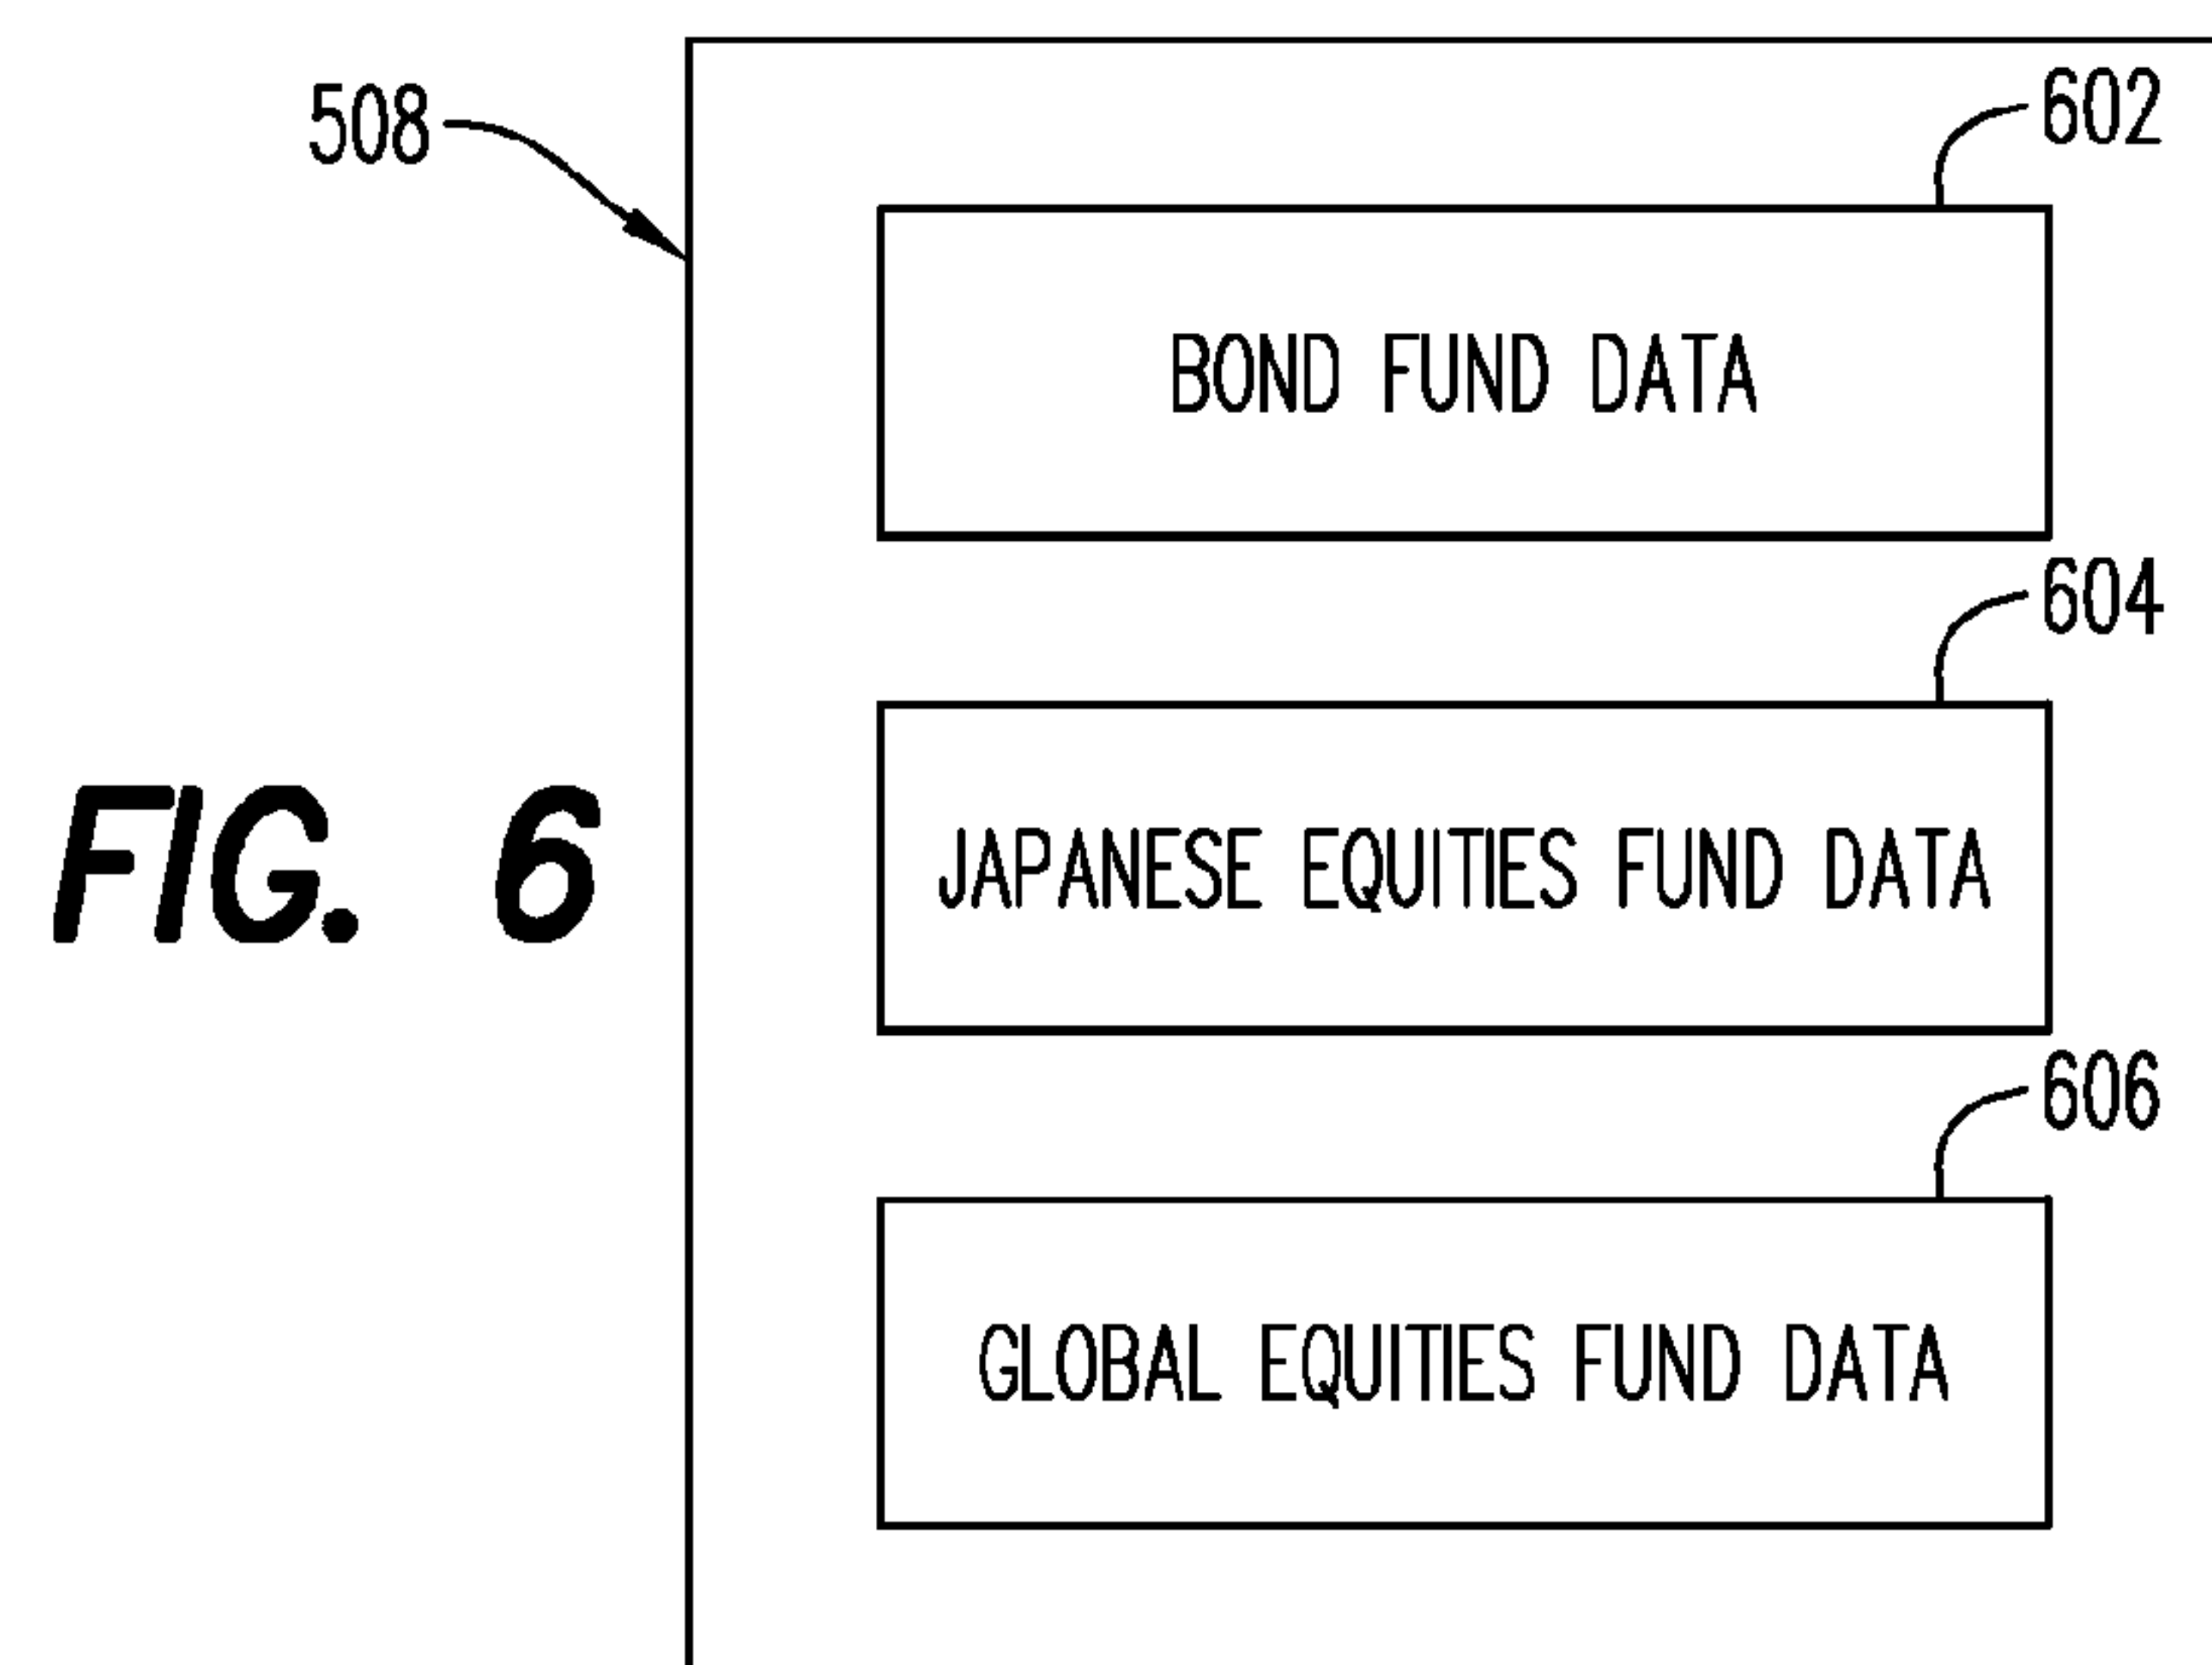 508
602
BOND FUND DATA
604
FIG. 6
JAPANESE EQUITIES FUND DATA
606
GLOBAL EQUITIES FUND DATA